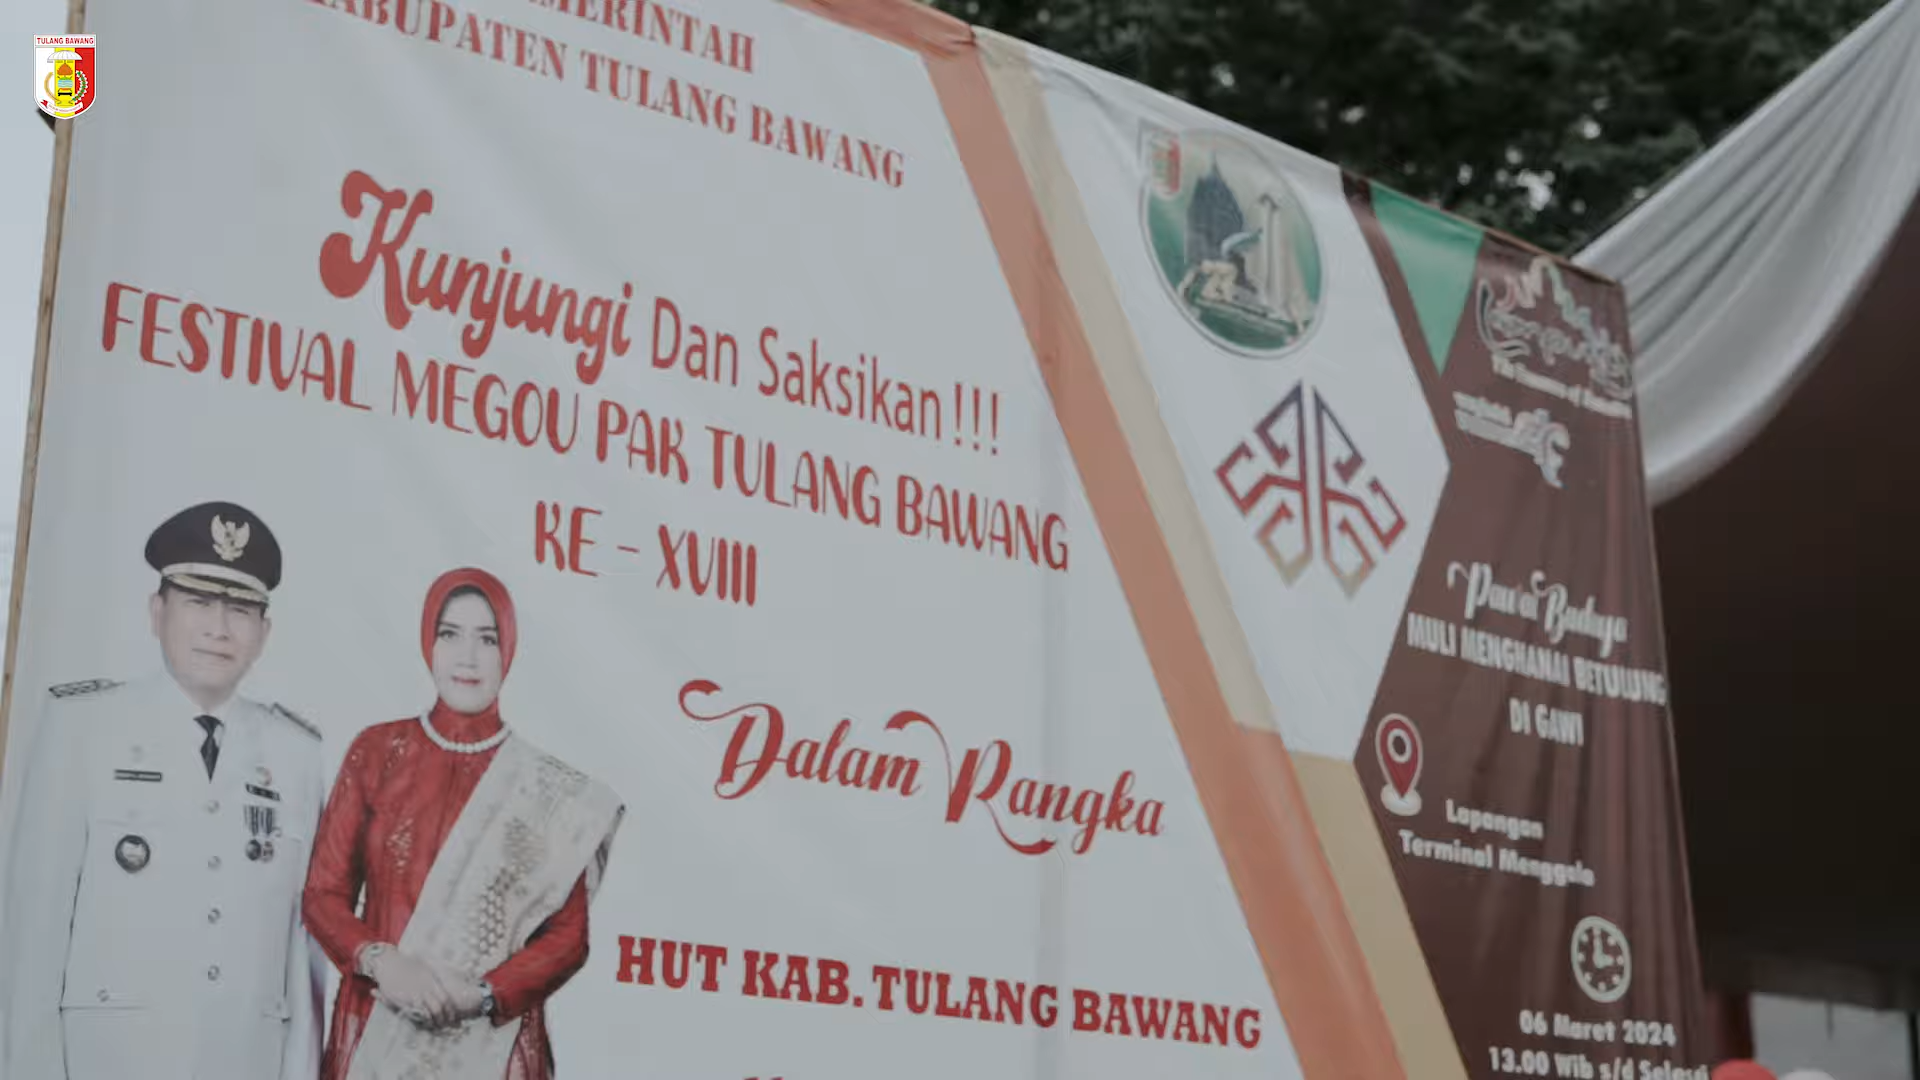 TULANG BAWANG
PEMERINTAH
KABUPATEN TULANG BAWANG
Kunjungi Dan Saksikan!!!
FESTIVAL MEGOU PAK TULANG BAWANG
KE - XVIII
Dalam Rangka
HUT KAB. TULANG BAWANG
Pawai Budaya
MULI MENGHANAI BETULUNG
DI GAWI
Lapangan
Terminal Menggala
06 Maret 2024
13.00 Wib s/d Selesai